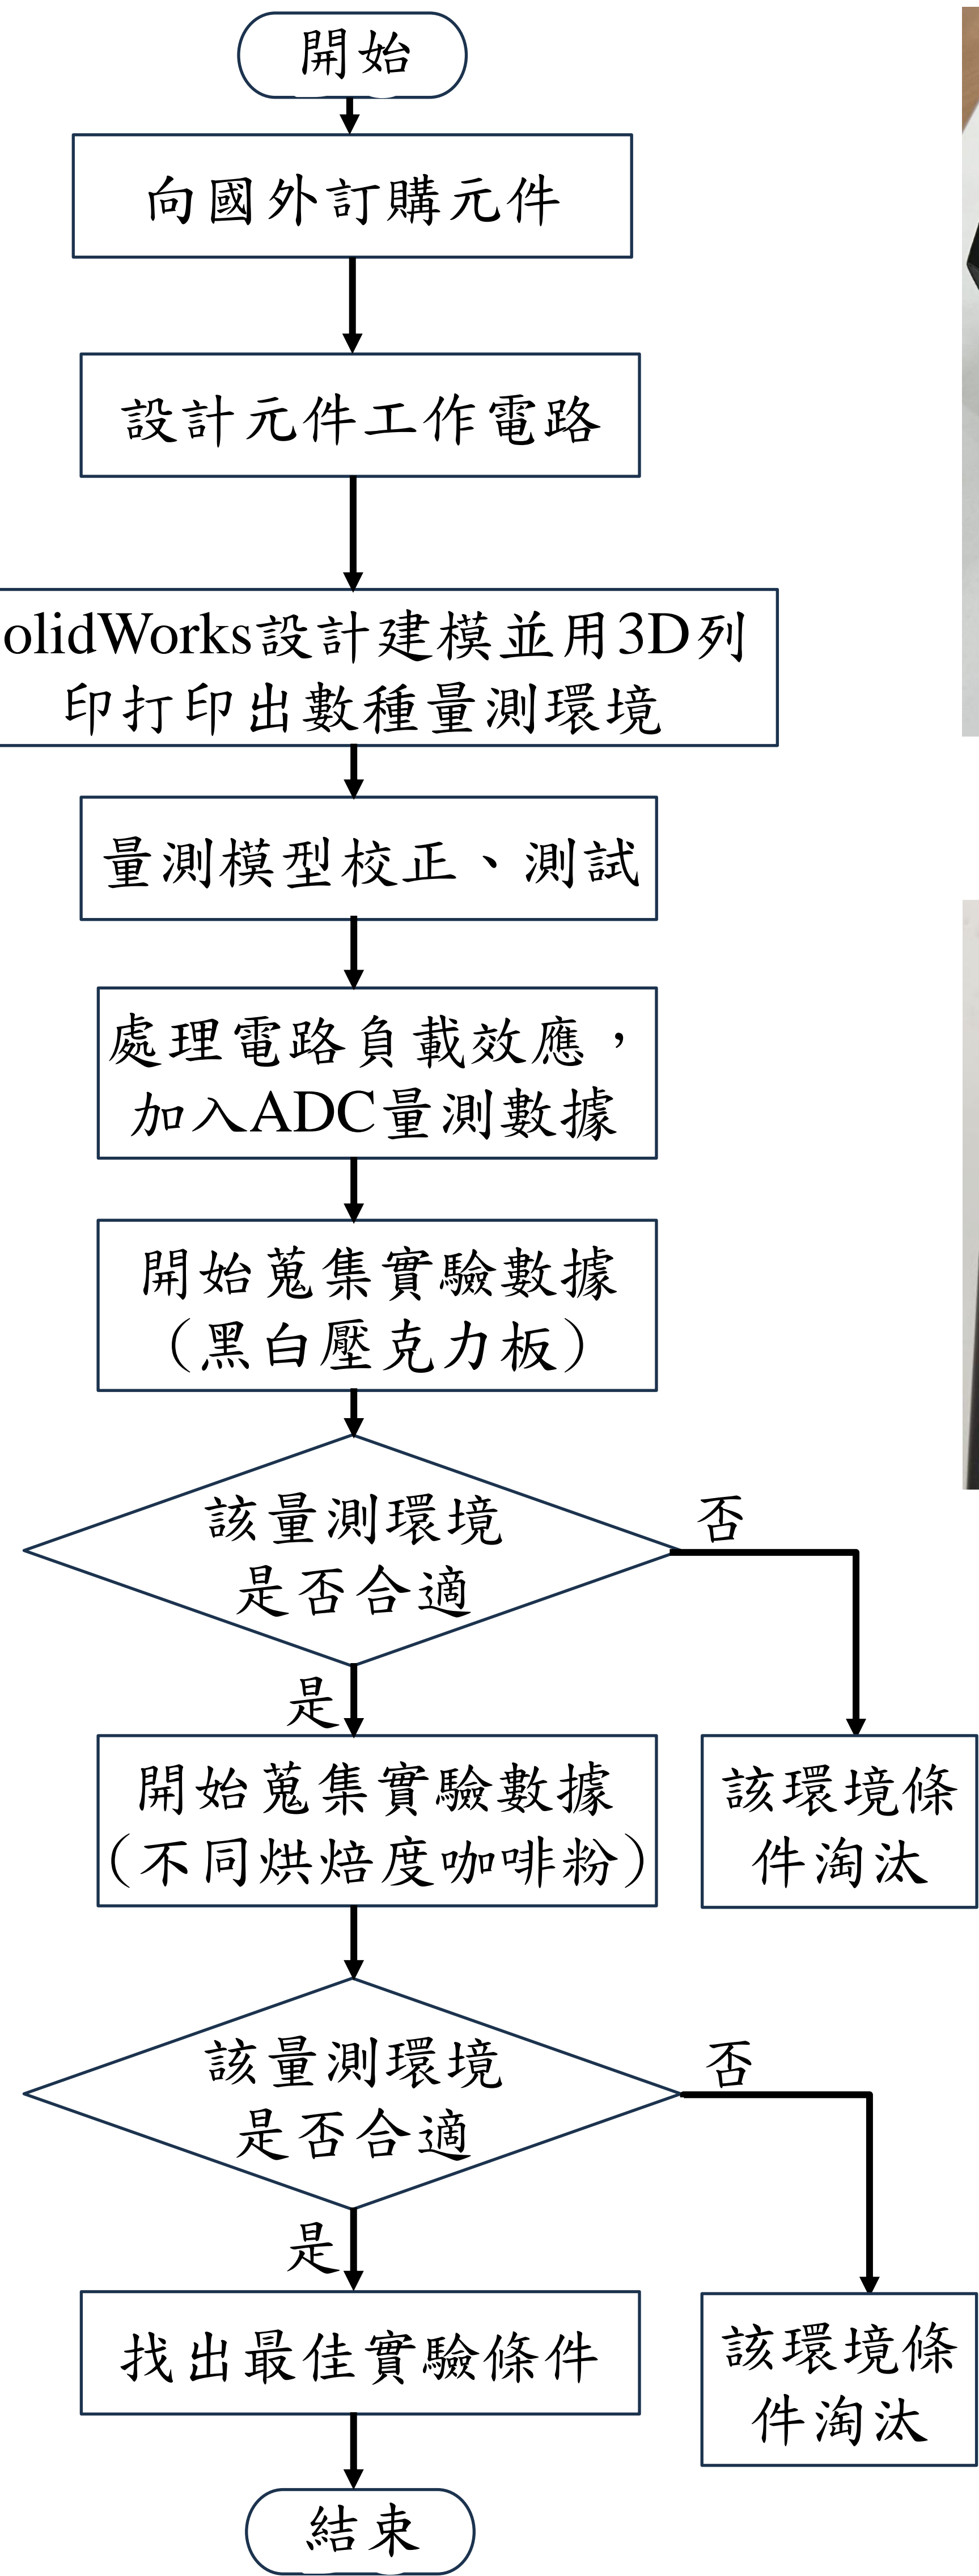 開始
向國外訂購元件
設計元件工作電路
olidWorks設計建模並用3D列
印打印出數種量測環境
量測模型校正、測試
處理電路負載效應，
加入ADC量測數據
開始蒐集實驗數據
（黑白壓克力板）
該量測環境
是否合適
否
是
開始蒐集實驗數據
（不同烘焙度咖啡粉）
該環境條
件淘汰
該量測環境
是否合適
否
是
找出最佳實驗條件
該環境條
件淘汰
結束